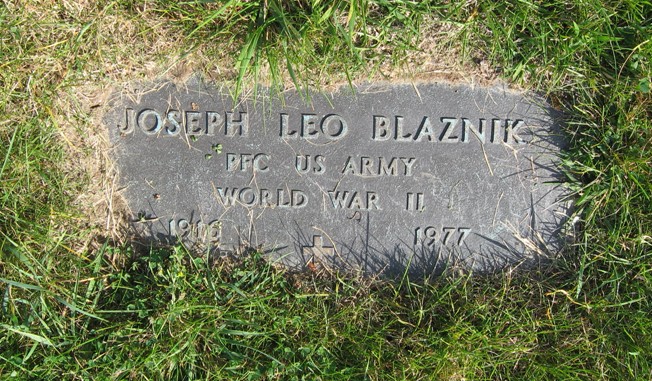 JOSEPH LEO BLAZNIK
PFC US ARMY
WORLD WAR II
1977